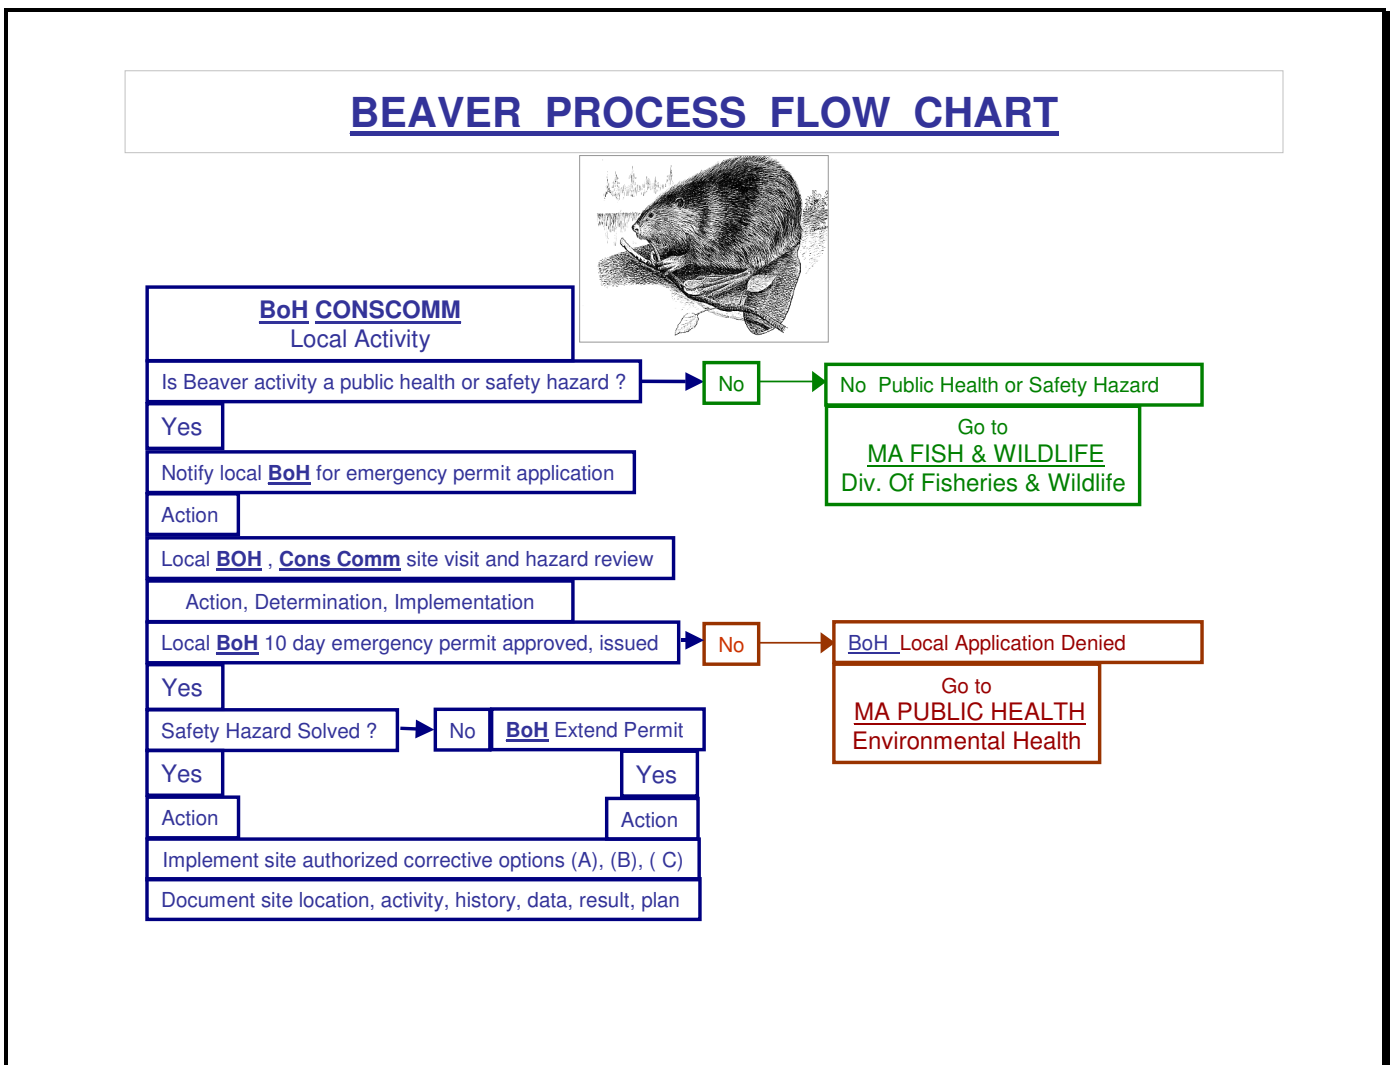 BEAVER PROCESS FLOW CHART
BoH CONSCOMM
Local Activity
Is Beaver activity a public health or safety hazard ?
No
No Public Health or Safety Hazard
Yes
Go to
MA FISH & WILDLIFE
Div. Of Fisheries & Wildlife
Notify local BoH for emergency permit application
Action
Local BOH , Cons Comm site visit and hazard review
Action, Determination, Implementation
Local BoH 10 day emergency permit approved, issued
No
BoH Local Application Denied
Yes
Go to
MA PUBLIC HEALTH
Environmental Health
Safety Hazard Solved ?
No
BoH Extend Permit
Yes
Yes
Action
Action
Implement site authorized corrective options (A), (B), ( C)
Document site location, activity, history, data, result, plan